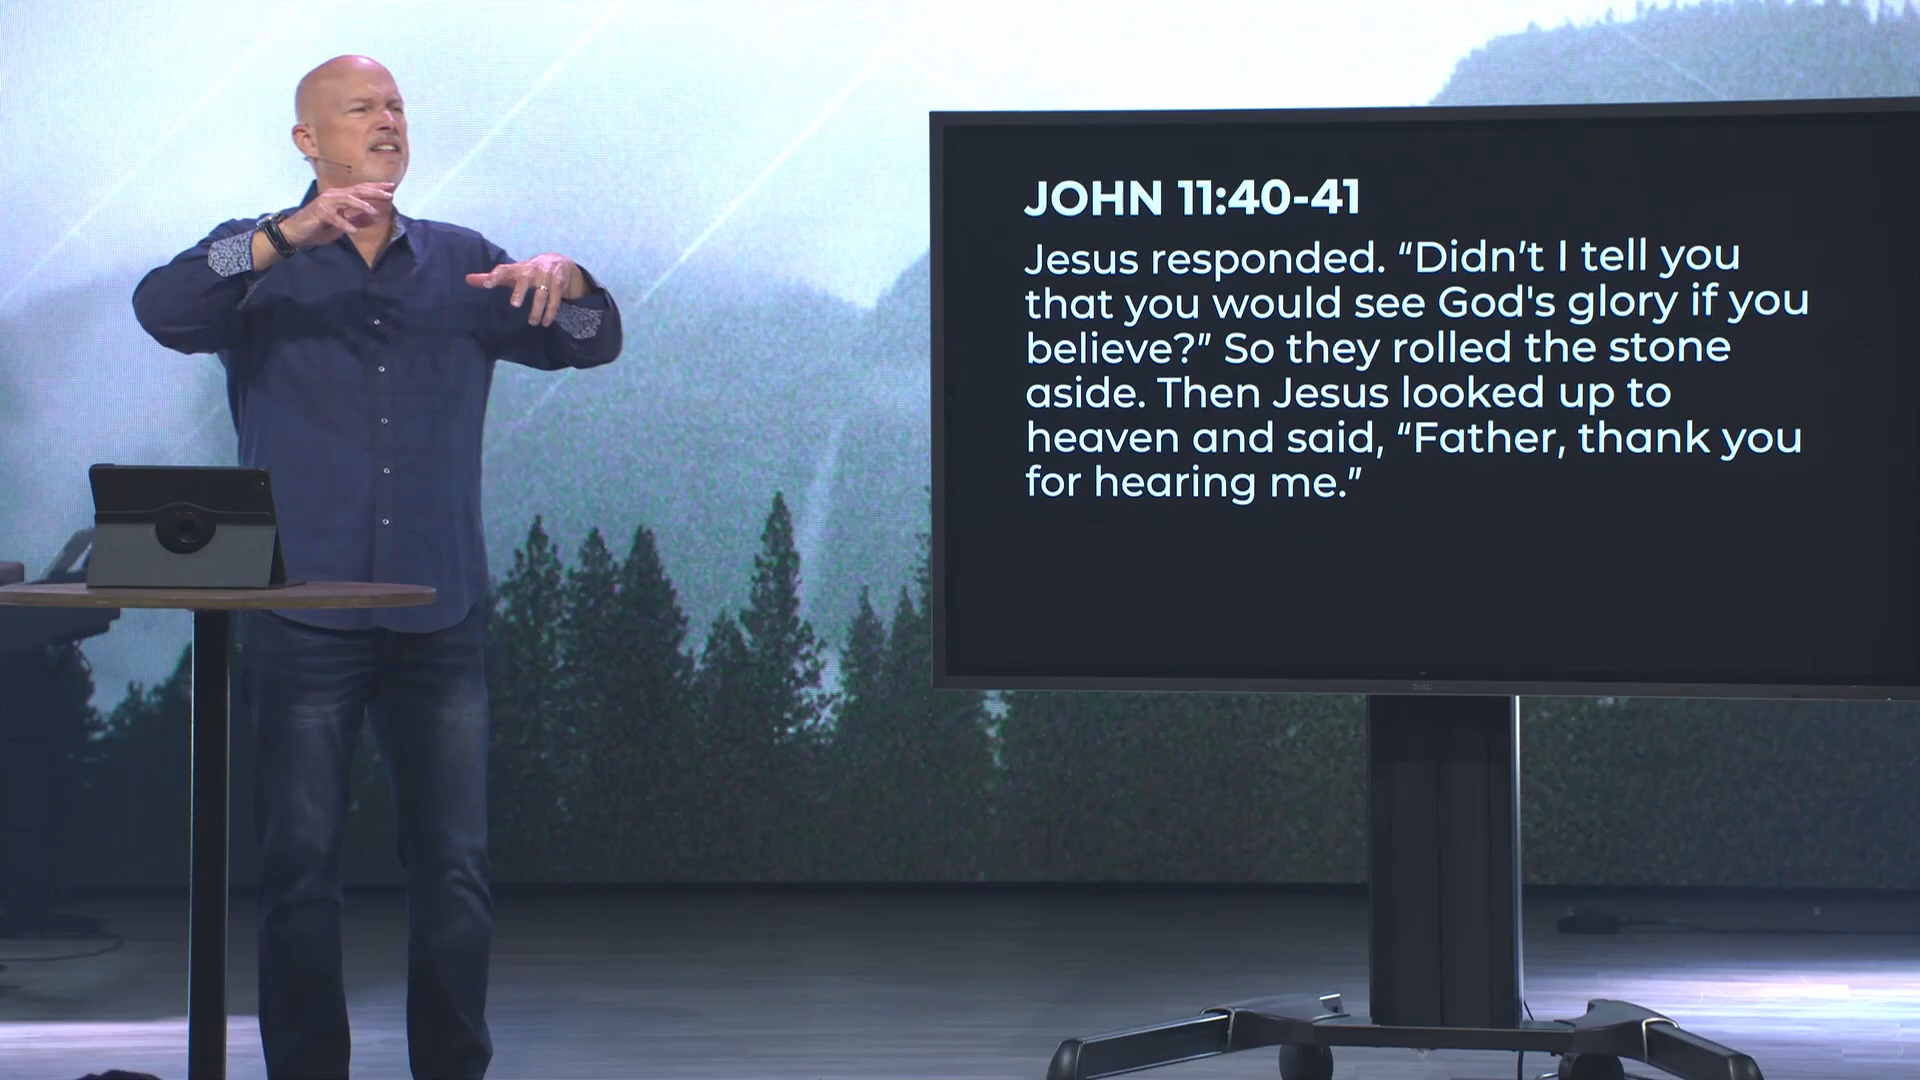 JOHN 11:40-41
Jesus responded. “Didn’t I tell you
that you would see God's glory if you
believe?” So they rolled the stone
aside. Then Jesus looked up to
heaven and said, “Father, thank you
for hearing me.”